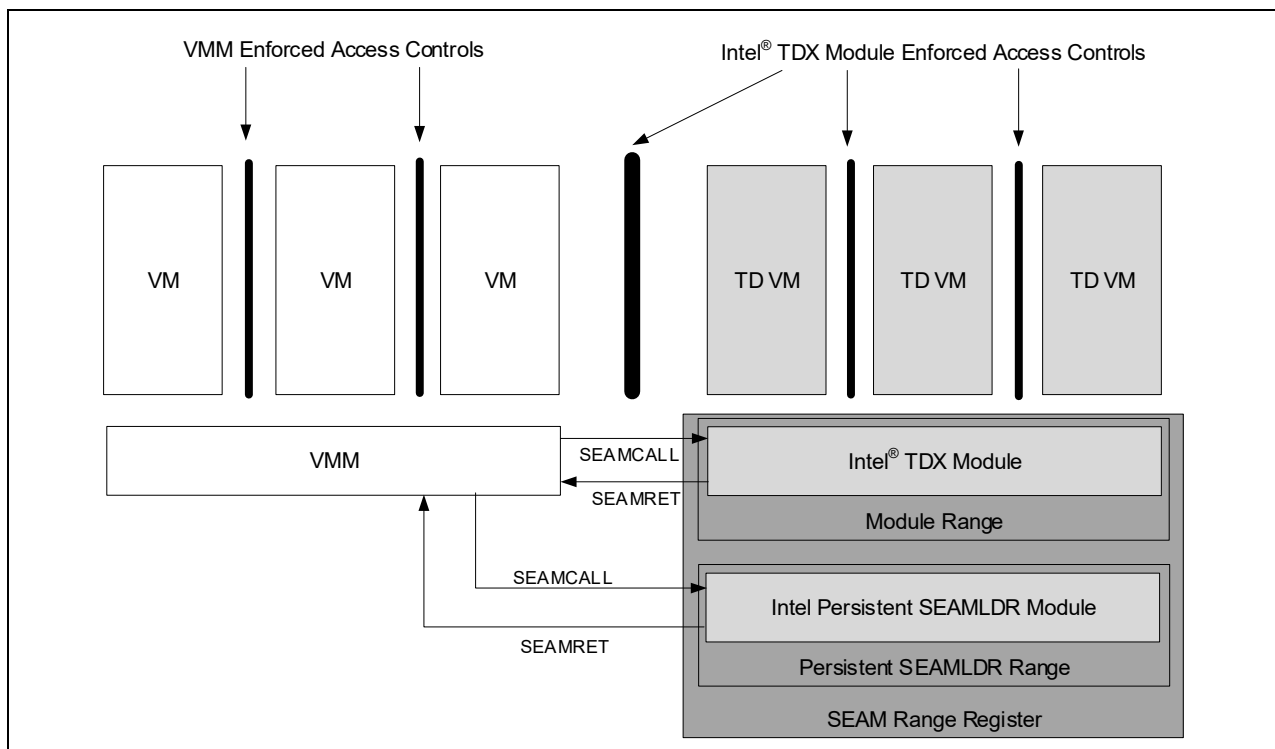 VMM Enforced Access Controls
Intel® TDX Module Enforced Access Controls
VM
VM
VM
TD VM
TD VM
TD VM
VMM
SEAMCALL
SEAMRET
Intel® TDX Module
Module Range
SEAMCALL
SEAMRET
Intel Persistent SEAMLDR Module
Persistent SEAMLDR Range
SEAM Range Register